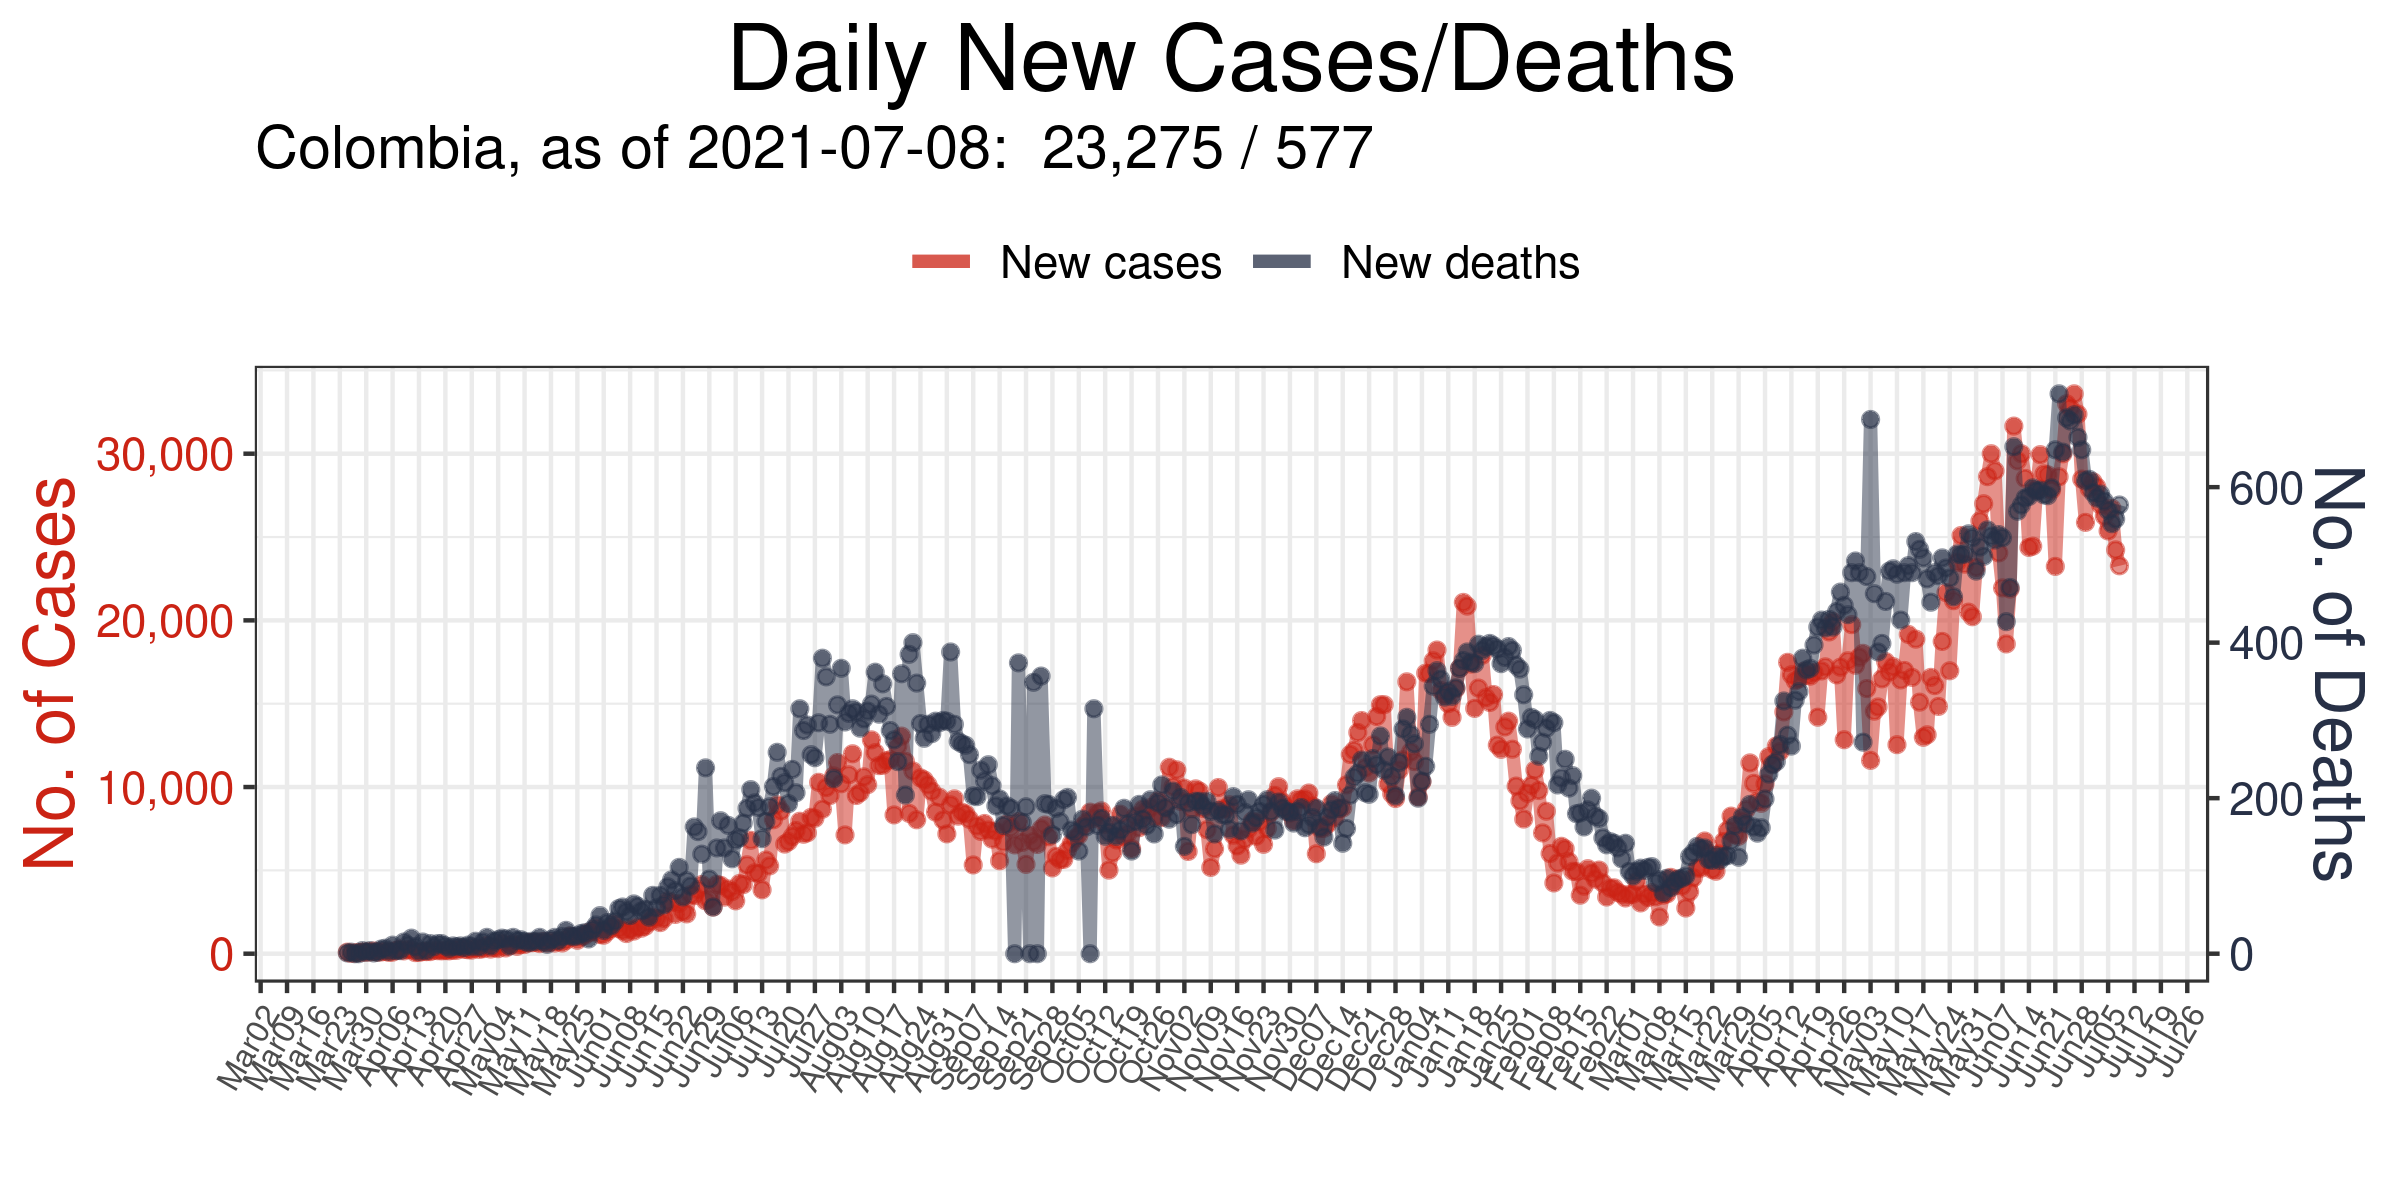 Daily New Cases/Deaths
Colombia, as of 2021-07-08:  23,275 / 577
New cases
New deaths
No. of Cases
30,000
20,000
10,000
0
No. of Deaths
600
400
200
0
Mar02
Mar09
Mar16
Mar23
Mar30
Apr06
Apr13
Apr20
Apr27
May04
May11
May18
May25
Jun01
Jun08
Jun15
Jun22
Jun29
Jul06
Jul13
Jul20
Jul27
Aug03
Aug10
Aug17
Aug24
Aug31
Sep07
Sep14
Sep21
Sep28
Oct05
Oct12
Oct19
Oct26
Nov02
Nov09
Nov16
Nov23
Nov30
Dec07
Dec14
Dec21
Dec28
Jan04
Jan11
Jan18
Jan25
Feb01
Feb08
Feb15
Feb22
Mar01
Mar08
Mar15
Mar22
Mar29
Apr05
Apr12
Apr19
Apr26
May03
May10
May17
May24
May31
Jun07
Jun14
Jun21
Jun28
Jul05
Jul12
Jul19
Jul26